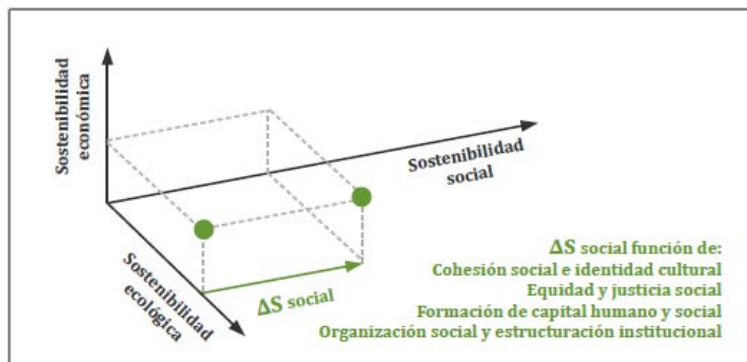 Sostenibilidad
económica
Sostenibilidad
social
Sostenibilidad
ecológica
ΔS social
ΔS social función de:
Cohesión social e identidad cultural
Equidad y justicia social
Formación de capital humano y social
Organización social y estructuración institucional